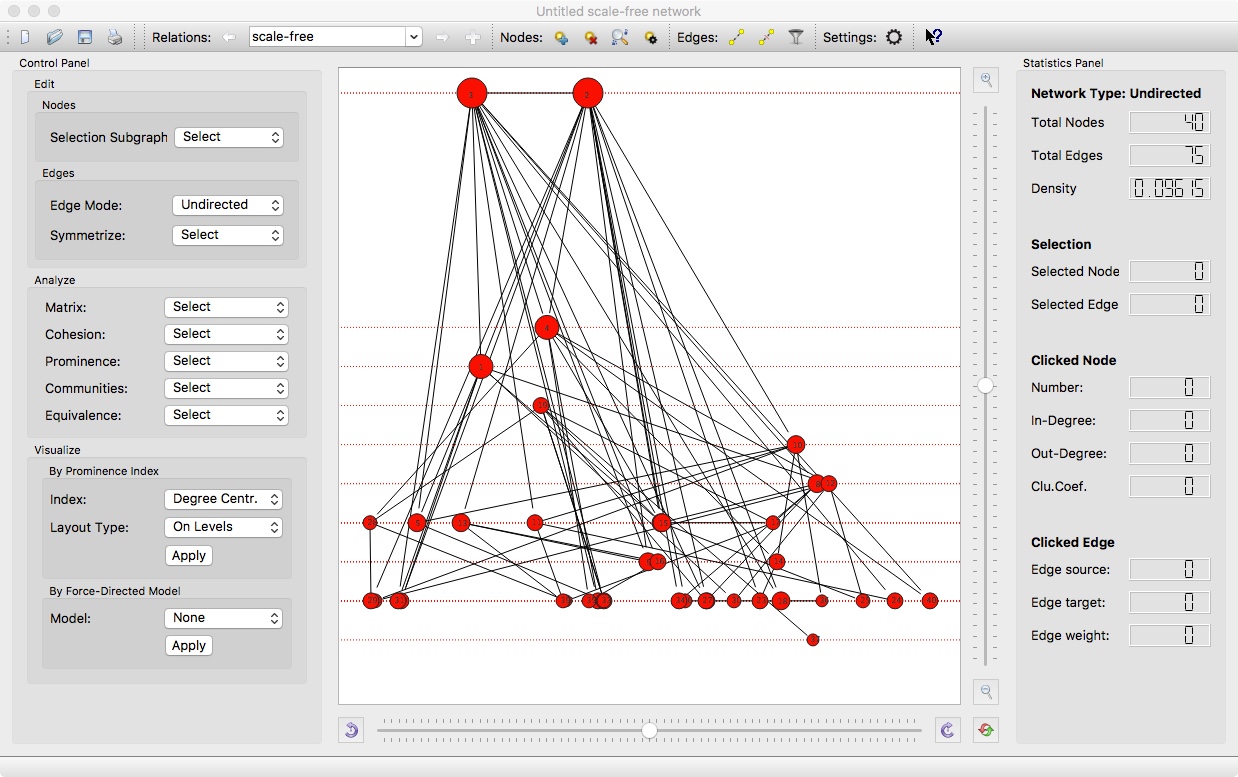 Untitled scale-free network
Relations: scale-free Nodes: Edges: Settings:
Control Panel
Edit
Nodes
Selection Subgraph Select
Edges
Edge Mode: Undirected
Symmetrize: Select
Analyze
Matrix: Select
Cohesion: Select
Prominence: Select
Communities: Select
Equivalence: Select
Visualize
By Prominence Index
Index: Degree Centr.
Layout Type: On Levels
Apply
By Force-Directed Model
Model: None
Apply
Statistics Panel
Network Type: Undirected
Total Nodes 40
Total Edges 75
Density 0.09615
Selection
Selected Node 0
Selected Edge 0
Clicked Node
Number: 0
In-Degree: 0
Out-Degree: 0
Clu.Coef. 0
Clicked Edge
Edge source: 0
Edge target: 0
Edge weight: 0